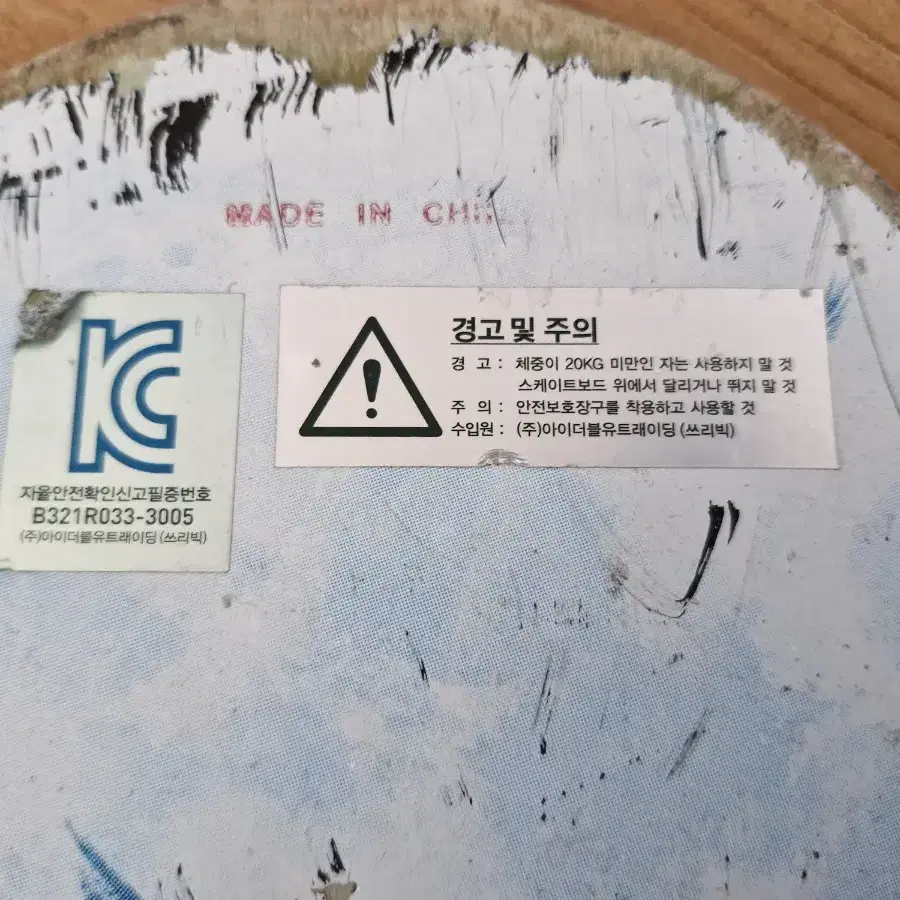 MADE IN
KC
자율안전확인신고필증번호
B321R033-3005
(주)아이더블유트래이딩 (쓰리빅)
경고 및 주의
경 고 : 체중이 20KG 미만인 자는 사용하지 말 것
스케이트보드 위에서 달리거나 뛰지 말 것
주 의 : 안전보호장구를 착용하고 사용할 것
수입원 : (주)아이더블유트래이딩 (쓰리빅)